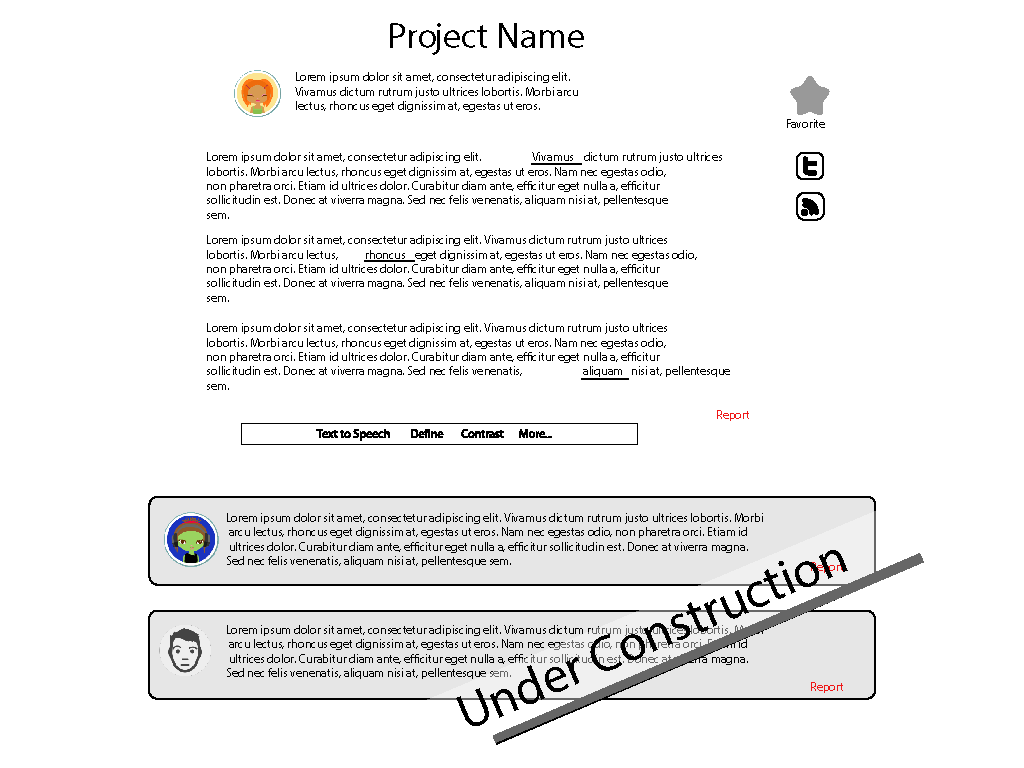 Project Name
Lorem ipsum dolor sit amet, consectetur adipiscing elit.
Vivamus dictum rutrum justo ultrices lobortis. Morbi arcu
lectus, rhoncus eget dignissim at, egestas ut eros.
Favorite
Lorem ipsum dolor sit amet, consectetur adipiscing elit. Vivamus dictum rutrum justo ultrices
lobortis. Morbi arcu lectus, rhoncus eget dignissim at, egestas ut eros. Nam nec egestas odio,
non pharetra orci. Etiam id ultrices dolor. Curabitur diam ante, efficitur eget nulla a, efficitur
sollicitudin est. Donec at viverra magna. Sed nec felis venenatis, aliquam nisi at, pellentesque
sem.
Lorem ipsum dolor sit amet, consectetur adipiscing elit. Vivamus dictum rutrum justo ultrices
lobortis. Morbi arcu lectus, rhoncus eget dignissim at, egestas ut eros. Nam nec egestas odio,
non pharetra orci. Etiam id ultrices dolor. Curabitur diam ante, efficitur eget nulla a, efficitur
sollicitudin est. Donec at viverra magna. Sed nec felis venenatis, aliquam nisi at, pellentesque
sem.
Lorem ipsum dolor sit amet, consectetur adipiscing elit. Vivamus dictum rutrum justo ultrices
lobortis. Morbi arcu lectus, rhoncus eget dignissim at, egestas ut eros. Nam nec egestas odio,
non pharetra orci. Etiam id ultrices dolor. Curabitur diam ante, efficitur eget nulla a, efficitur
sollicitudin est. Donec at viverra magna. Sed nec felis venenatis, aliquam nisi at, pellentesque
sem.
Report
Text to Speech Define Contrast More...
Lorem ipsum dolor sit amet, consectetur adipiscing elit. Vivamus dictum rutrum justo ultrices lobortis. Morbi
arcu lectus, rhoncus eget dignissim at, egestas ut eros. Nam nec egestas odio, non pharetra orci. Etiam id
ultrices dolor. Curabitur diam ante, efficitur eget nulla a, efficitur sollicitudin est. Donec at viverra magna.
Sed nec felis venenatis, aliquam nisi at, pellentesque sem.
Report
Lorem ipsum dolor sit amet, consectetur adipiscing elit. Vivamus dictum rutrum justo ultrices lobortis. Morbi
arcu lectus, rhoncus eget dignissim at, egestas ut eros. Nam nec egestas odio, non pharetra orci. Etiam id
ultrices dolor. Curabitur diam ante, efficitur eget nulla a, efficitur sollicitudin est. Donec at viverra magna.
Sed nec felis venenatis, aliquam nisi at, pellentesque sem.
Report
Under Construction